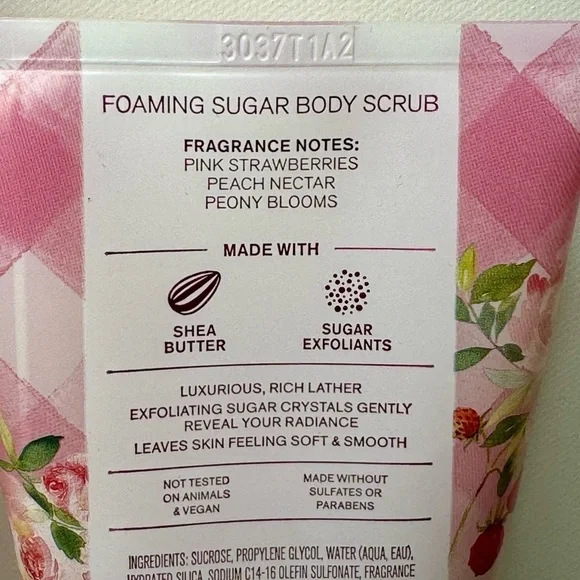 3037T1A2
FOAMING SUGAR BODY SCRUB
FRAGRANCE NOTES:
PINK STRAWBERRIES
PEACH NECTAR
PEONY BLOOMS
MADE WITH
SHEA
BUTTER
SUGAR
EXFOLIANTS
LUXURIOUS, RICH LATHER
EXFOLIATING SUGAR CRYSTALS GENTLY
REVEAL YOUR RADIANCE
LEAVES SKIN FEELING SOFT & SMOOTH
NOT TESTED
ON ANIMALS
& VEGAN
MADE WITHOUT
SULFATES OR
PARABENS
INGREDIENTS: SUCROSE, PROPYLENE GLYCOL, WATER (AQUA, EAU),
HYDRATED SILICA, SODIUM C14-16 OLEFIN SULFONATE, FRAGRANCE